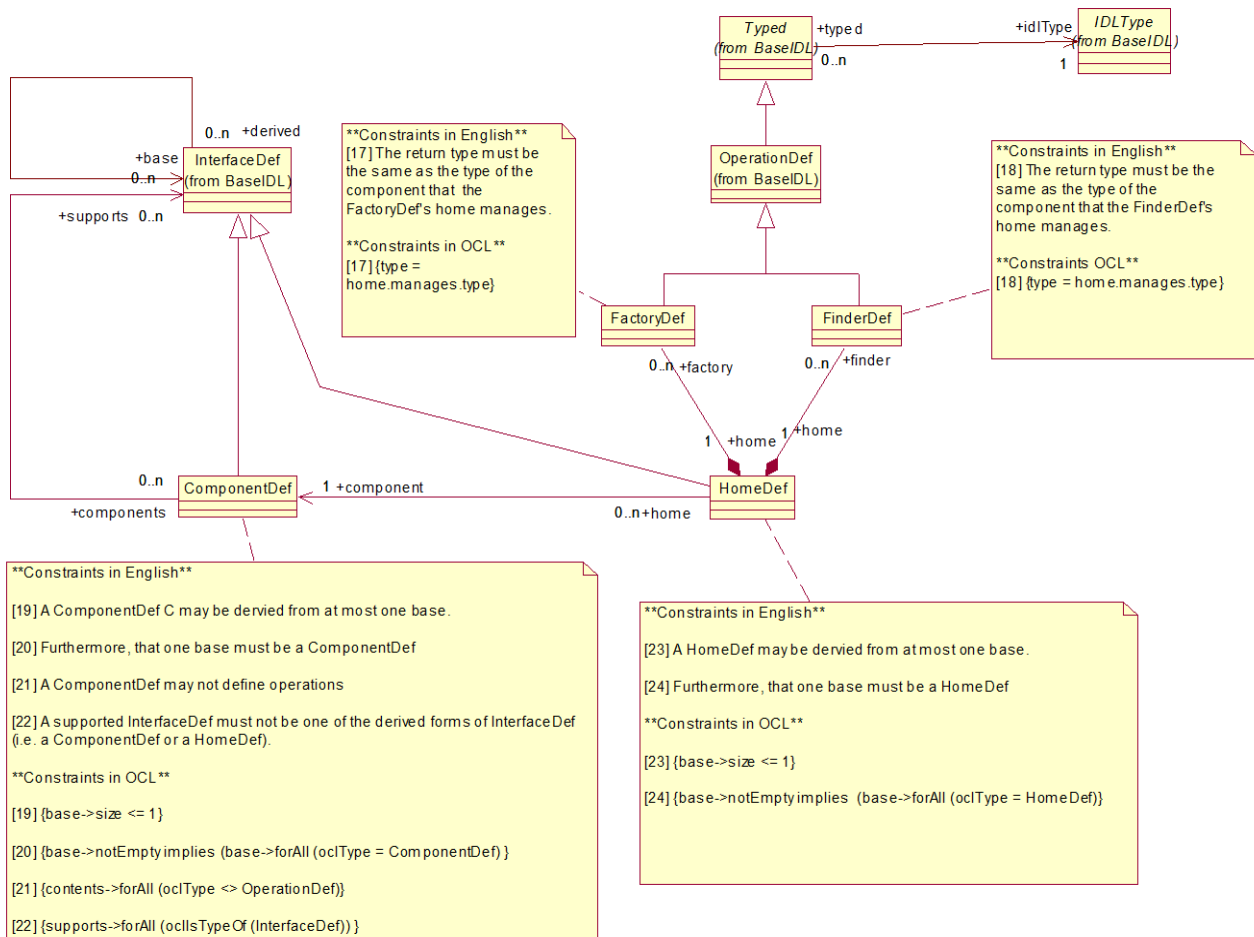 Typed
(from BaseIDL)
+typed
0..n
+idlType
1
IDLType
(from BaseIDL)
0..n +derived
+base
0..n
InterfaceDef
(from BaseIDL)
+supports 0..n
**Constraints in English**
[17] The return type must be
the same as the type of the
component that the
FactoryDef's home manages.
**Constraints in OCL**
[17] {type =
home.manages.type}
OperationDef
(from BaseIDL)
**Constraints in English**
[18] The return type must be the
same as the type of the
component that the FinderDef's
home manages.
**Constraints OCL**
[18] {type = home.manages.type}
FactoryDef
FinderDef
0..n +factory
0..n +finder
1 +home
1 +home
0..n
ComponentDef
+components
1 +component
0..n +home
HomeDef
**Constraints in English**
[19] A ComponentDef C may be dervied from at most one base.
[20] Furthermore, that one base must be a ComponentDef
[21] A ComponentDef may not define operations
[22] A supported InterfaceDef must not be one of the derived forms of InterfaceDef
(i.e. a ComponentDef or a HomeDef).
**Constraints in OCL**
[19] {base->size <= 1}
[20] {base->notEmpty implies (base->forAll (oclType = ComponentDef) }
[21] {contents->forAll (oclType <> OperationDef)}
[22] {supports->forAll (oclIsTypeOf (InterfaceDef)) }
**Constraints in English**
[23] A HomeDef may be dervied from at most one base.
[24] Furthermore, that one base must be a HomeDef
**Constraints in OCL**
[23] {base->size <= 1}
[24] {base->notEmpty implies (base->forAll (oclType = HomeDef)}